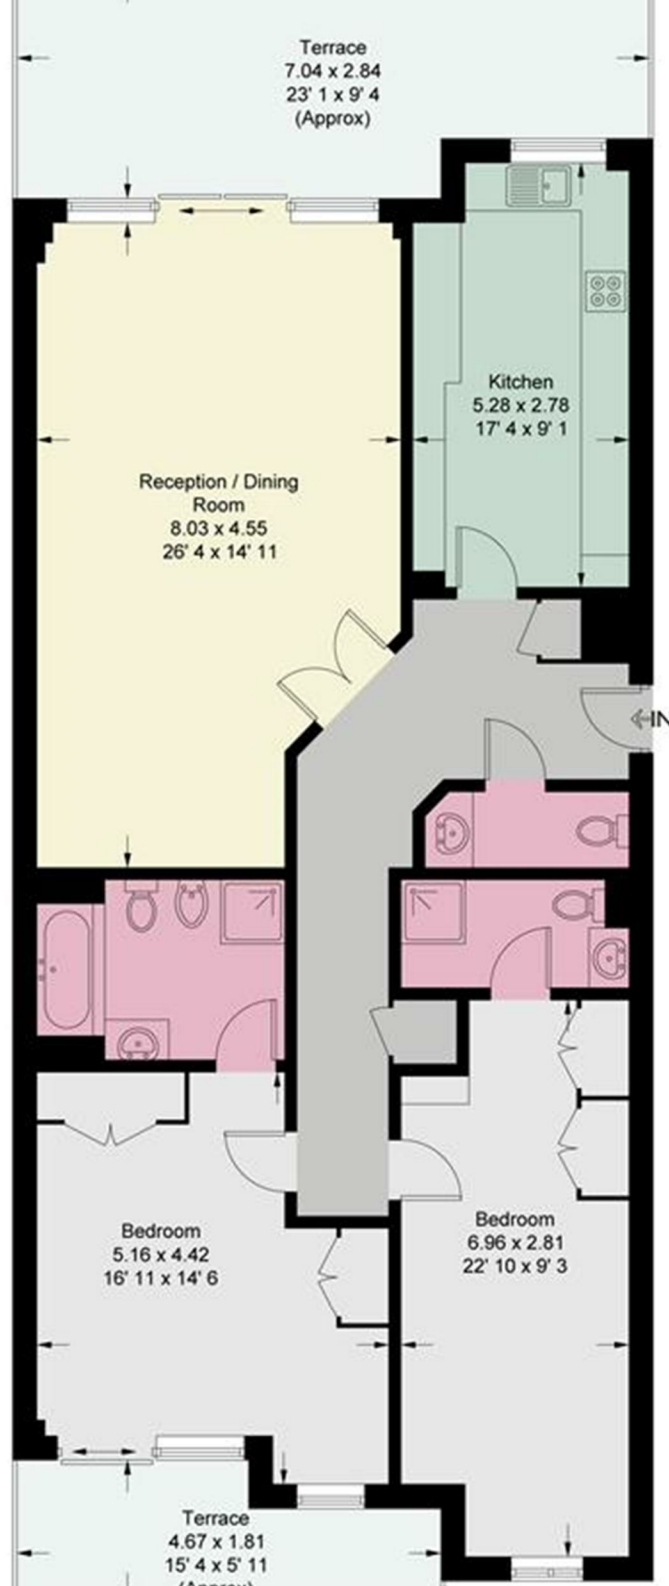 Terrace
7.04 x 2.84
23' 1 x 9' 4
(Approx)
Kitchen
5.28 x 2.78
17' 4 x 9' 1
Reception / Dining
Room
8.03 x 4.55
26' 4 x 14' 11
IN
Bedroom
5.16 x 4.42
16' 11 x 14' 6
Bedroom
6.96 x 2.81
22' 10 x 9' 3
Terrace
4.67 x 1.81
15' 4 x 5' 11
(Approx)